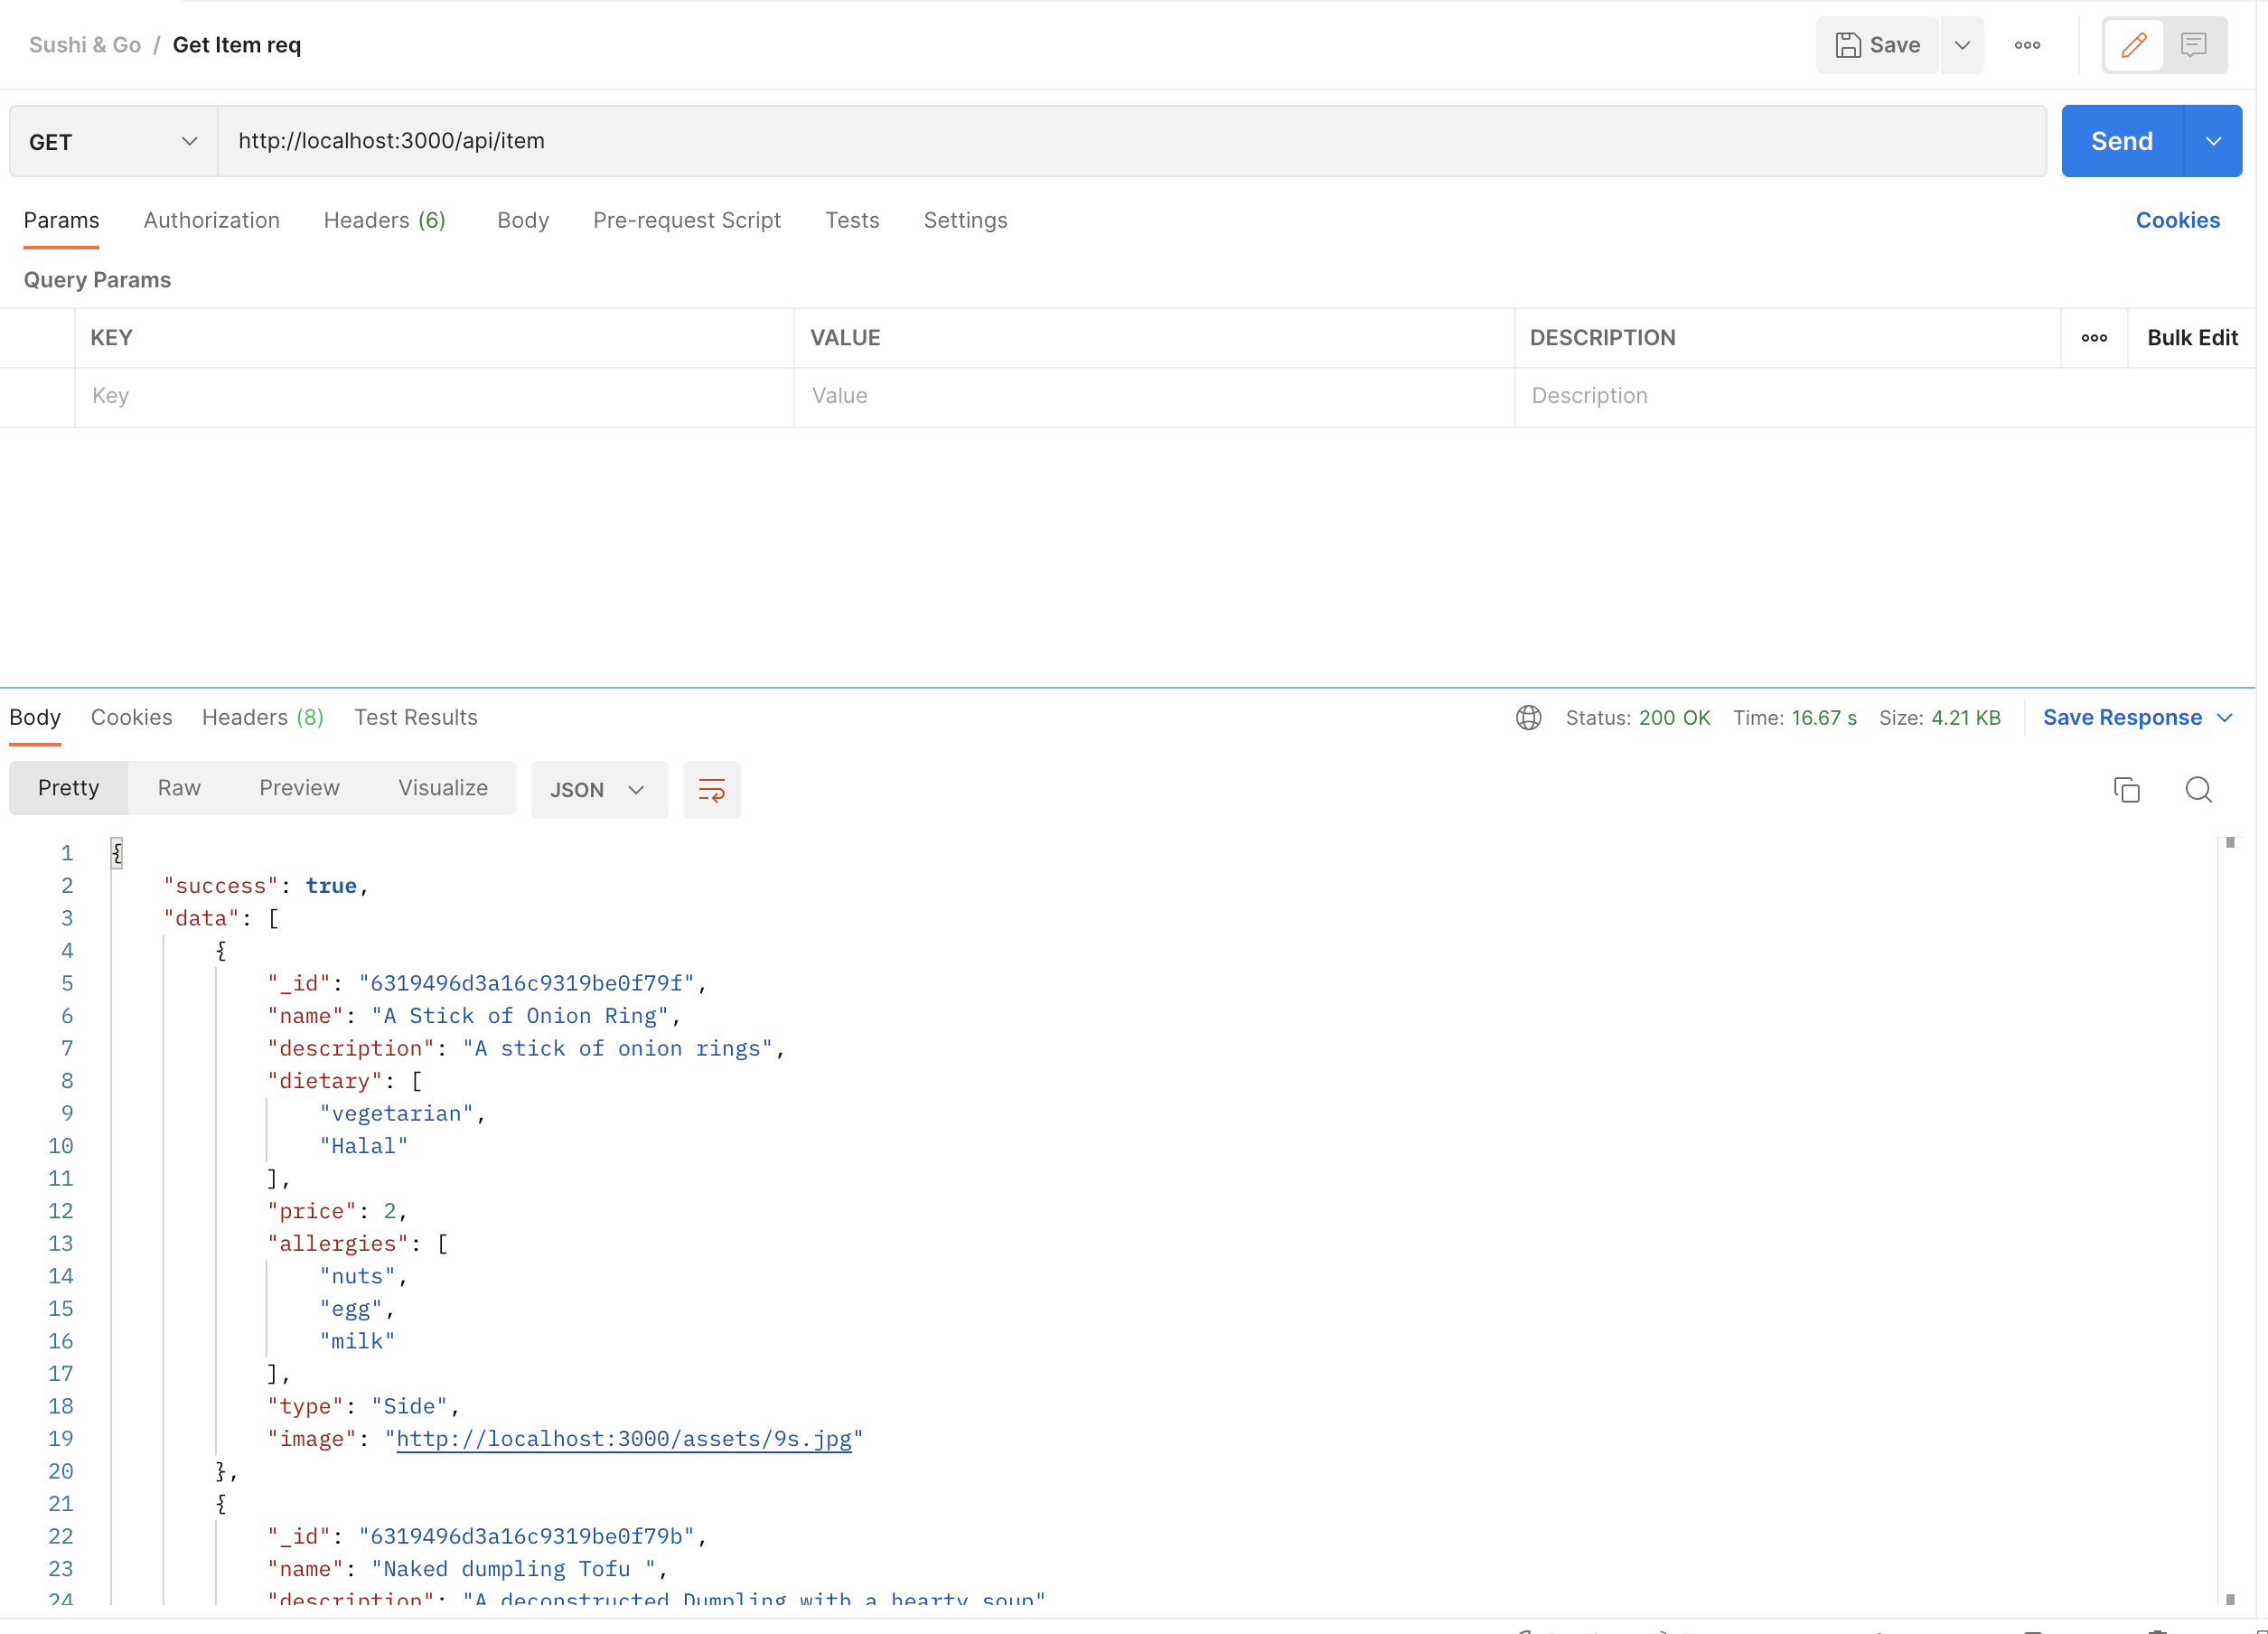 Sushi & Go / Get Item req
Save
GET
http://localhost:3000/api/item
Send
Params Authorization Headers (6) Body Pre-request Script Tests Settings Cookies
Query Params
KEY VALUE DESCRIPTION Bulk Edit
Key Value Description
Body Cookies Headers (8) Test Results Status: 200 OK Time: 16.67 s Size: 4.21 KB Save Response
Pretty Raw Preview Visualize JSON
1 {
2 "success": true,
3 "data": [
4 {
5 "_id": "6319496d3a16c9319be0f79f",
6 "name": "A Stick of Onion Ring",
7 "description": "A stick of onion rings",
8 "dietary": [
9 "vegetarian",
10 "Halal"
11 ],
12 "price": 2,
13 "allergies": [
14 "nuts",
15 "egg",
16 "milk"
17 ],
18 "type": "Side",
19 "image": "http://localhost:3000/assets/9s.jpg"
20 },
21 {
22 "_id": "6319496d3a16c9319be0f79b",
23 "name": "Naked dumpling Tofu ",
24 "description": "A deconstructed Dumpling with a hearty soup"